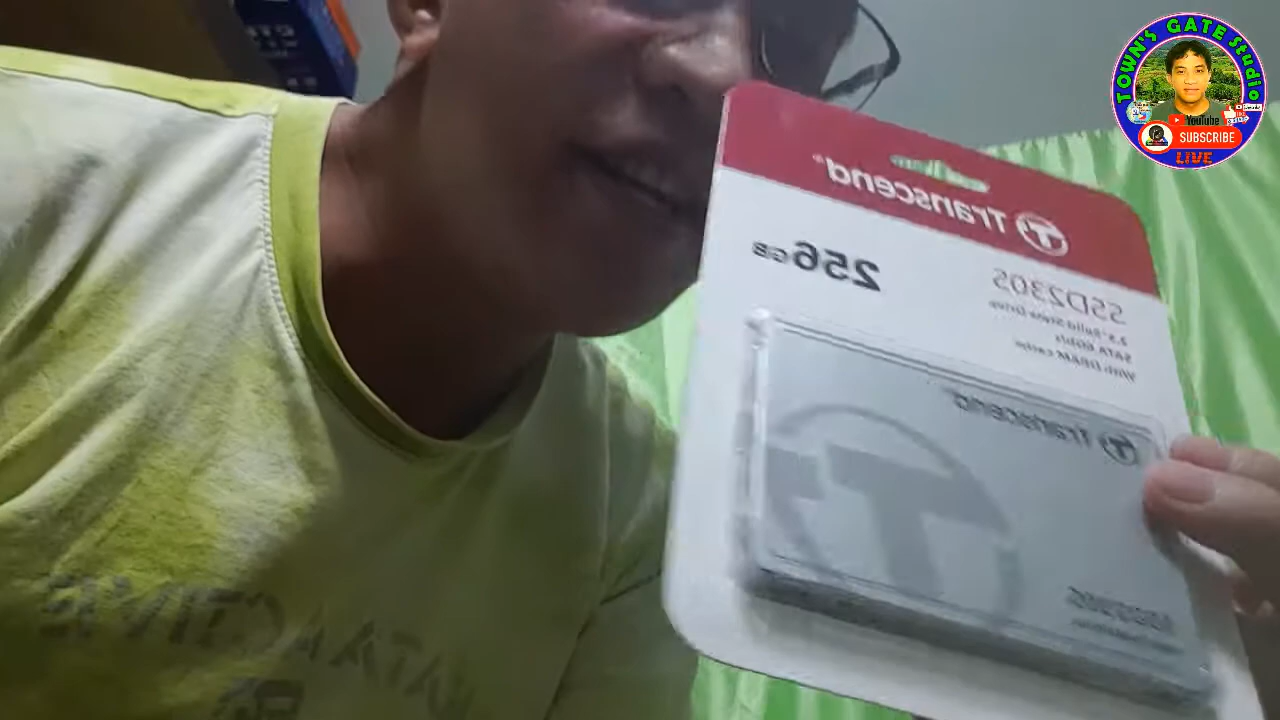 TOWN'S GATE Studio
YouTube
SUBSCRIBE
LIVE
Transcend
256GB
SSD230S
2.5" Solid State Drive
SATA 6Gb/s
With DRAM cache
Transcend
SSD230S